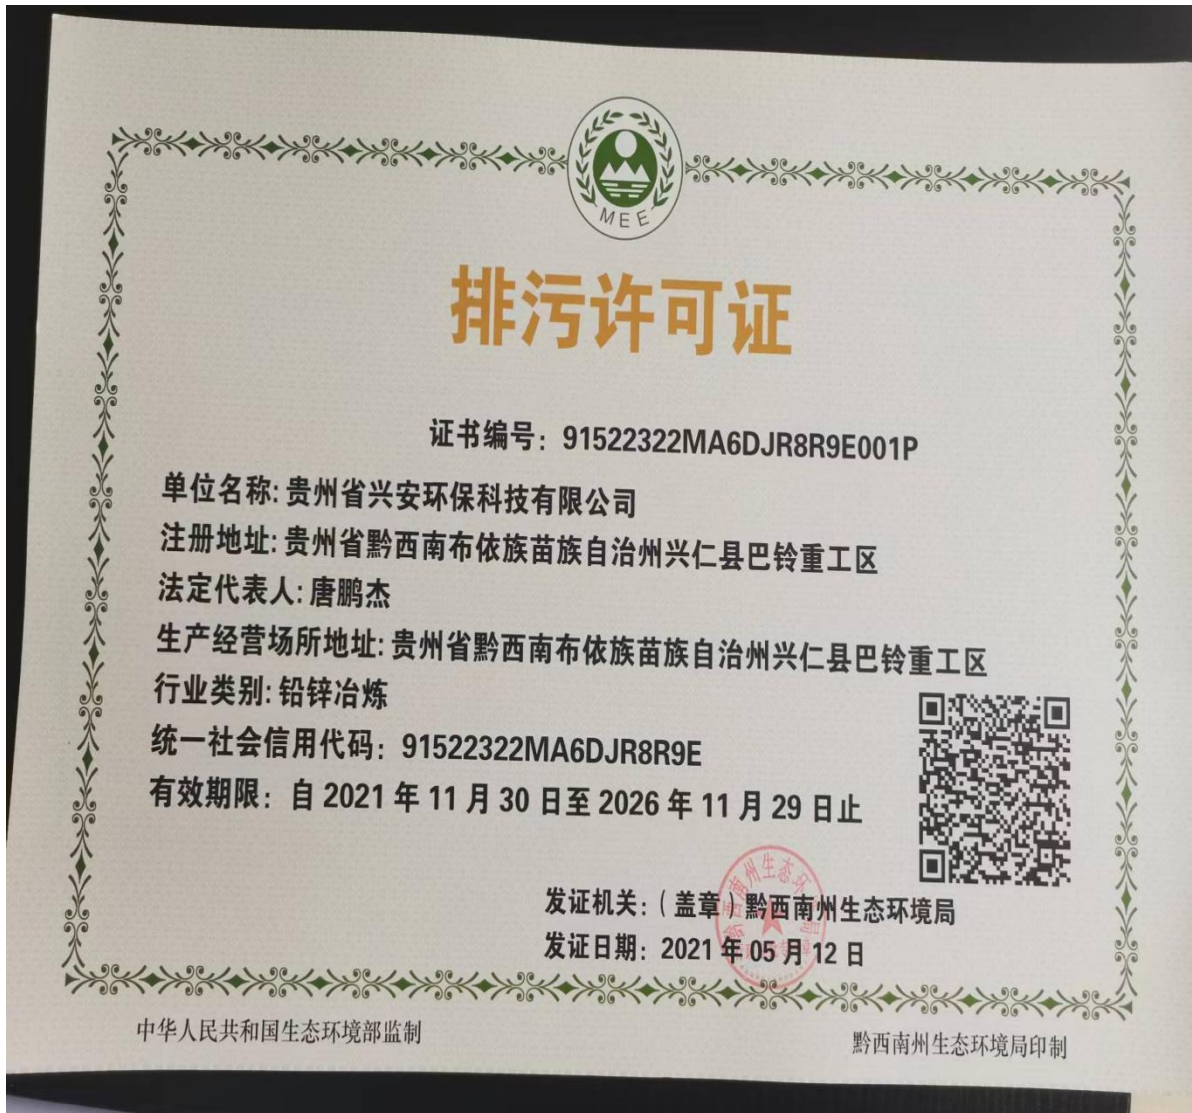 MEE
排污许可证
证书编号：91522322MA6DJR8R9E001P
单位名称：贵州省兴安环保科技有限公司
注册地址：贵州省黔西南布依族苗族自治州兴仁县巴铃重工区
法定代表人：唐鹏杰
生产经营场所地址：贵州省黔西南布依族苗族自治州兴仁县巴铃重工区
行业类别：铅锌冶炼
统一社会信用代码：91522322MA6DJR8R9E
有效期限：自 2021 年 11 月 30 日至 2026 年 11 月 29 日止
发证机关：（盖章）黔西南州生态环境局
发证日期：2021 年 05 月 12 日
中华人民共和国生态环境部监制
黔西南州生态环境局印制